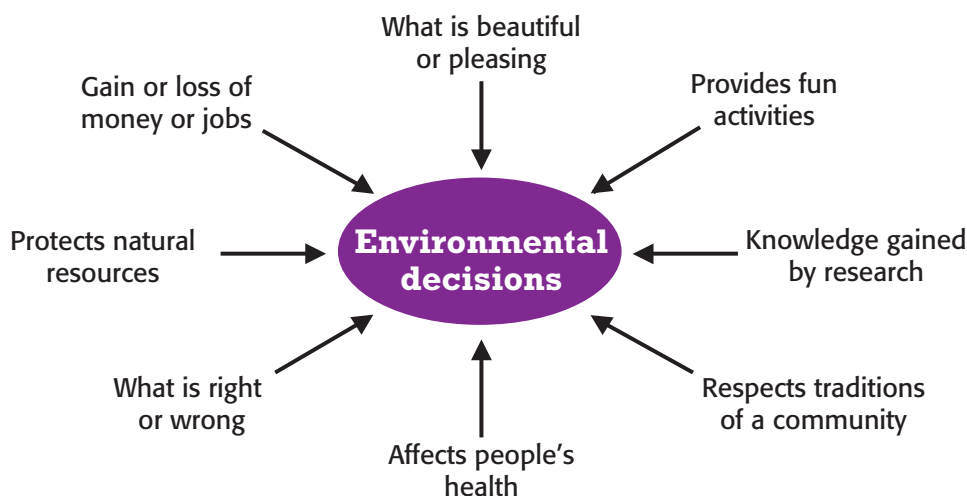 What is beautiful
or pleasing
Gain or loss of
money or jobs
Provides fun
activities
Protects natural
resources
Environmental
decisions
Knowledge gained
by research
What is right
or wrong
Respects traditions
of a community
Affects people’s
health